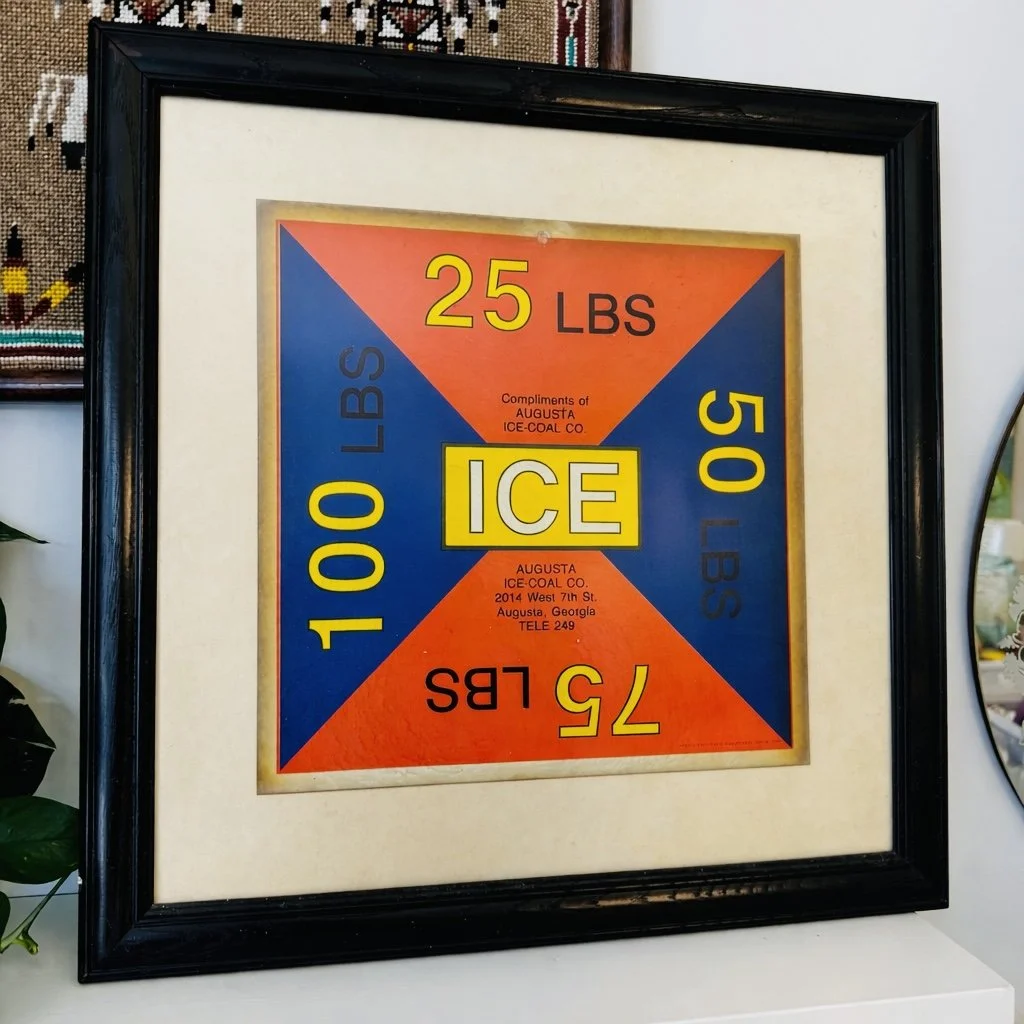 25 LBS
Compliments of
AUGUSTA
ICE-COAL CO.
100 LBS
ICE
50 LBS
AUGUSTA
ICE-COAL CO.
2014 West 7th St.
Augusta, Georgia
TELE 249
75 LBS